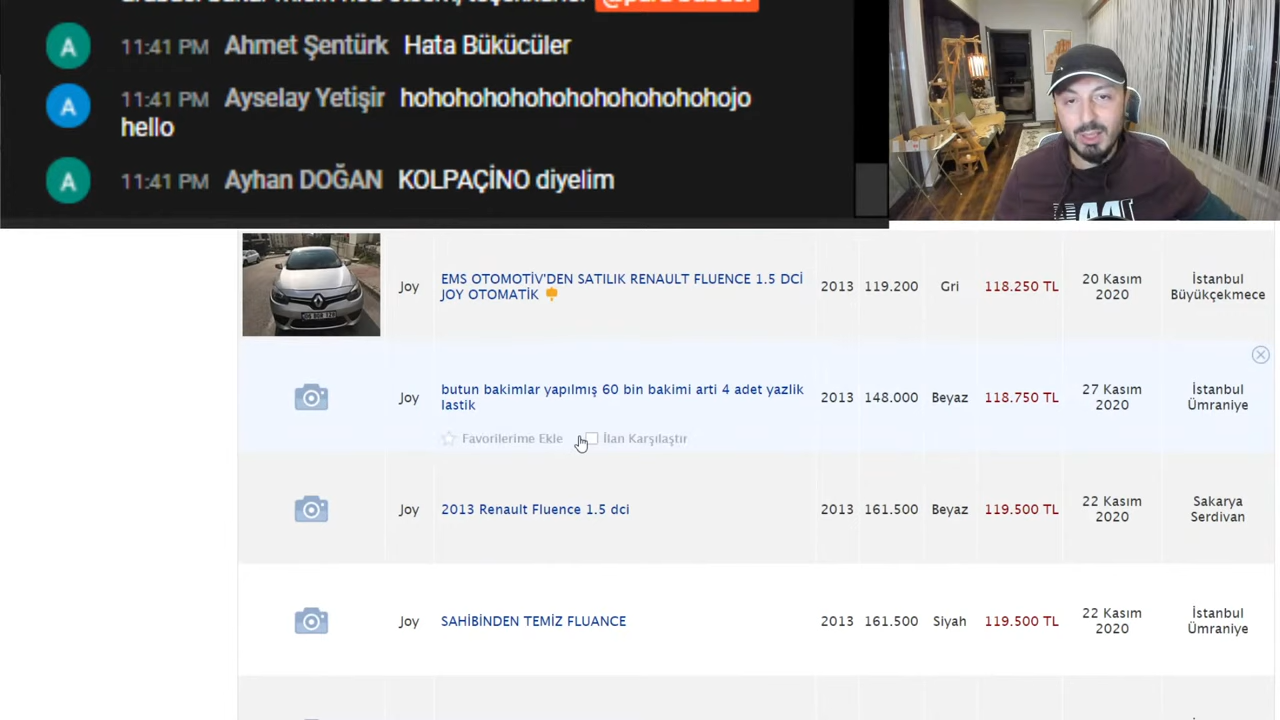 11:41 PM Ahmet Şentürk Hata Bükücüler
11:41 PM Ayselay Yetişir hohohohohohohohohohohohojo
hello
11:41 PM Ayhan DOĞAN KOLPAÇİNO diyelim
Joy
EMS OTOMOTİV'DEN SATILIK RENAULT FLUENCE 1.5 DCİ
JOY OTOMATİK
2013
119.200
Gri
118.250 TL
20 Kasım
2020
İstanbul
Büyükçekmece
Joy
butun bakimlar yapılmış 60 bin bakimi arti 4 adet yazlik
lastik
Favorilerime Ekle
İlan Karşılaştır
2013
148.000
Beyaz
118.750 TL
27 Kasım
2020
İstanbul
Ümraniye
Joy
2013 Renault Fluence 1.5 dci
2013
161.500
Beyaz
119.500 TL
22 Kasım
2020
Sakarya
Serdivan
Joy
SAHİBİNDEN TEMİZ FLUANCE
2013
161.500
Siyah
119.500 TL
22 Kasım
2020
İstanbul
Ümraniye